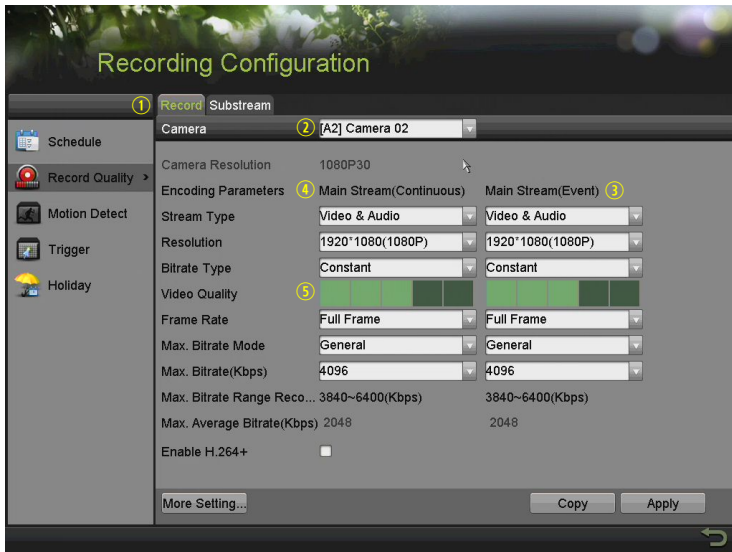 Recording Configuration
① Record Substream
Camera ② [A2] Camera 02
Schedule
Record Quality >
Motion Detect
Trigger
Holiday
Camera Resolution 1080P30
Encoding Parameters ④ Main Stream(Continuous) Main Stream(Event) ③
Stream Type Video & Audio Video & Audio
Resolution 1920*1080(1080P) 1920*1080(1080P)
Bitrate Type Constant Constant
Video Quality ⑤
Frame Rate Full Frame Full Frame
Max. Bitrate Mode General General
Max. Bitrate(Kbps) 4096 4096
Max. Bitrate Range Reco... 3840~6400(Kbps) 3840~6400(Kbps)
Max. Average Bitrate(Kbps) 2048 2048
Enable H.264+
More Setting... Copy Apply